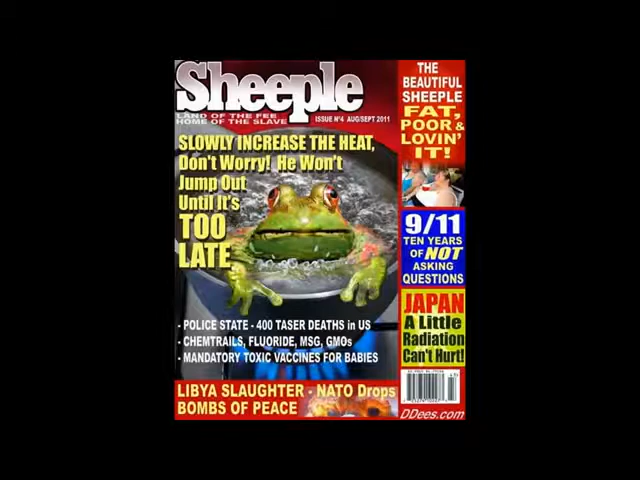 Sheeple
LAND OF THE FEE
HOME OF THE SLAVE
ISSUE Nº4 AUG/SEPT 2011
SLOWLY INCREASE THE HEAT,
Don't Worry! He Won't
Jump Out
Until It's
TOO
LATE
- POLICE STATE - 400 TASER DEATHS in US
- CHEMTRAILS, FLUORIDE, MSG, GMOs
- MANDATORY TOXIC VACCINES FOR BABIES
LIBYA SLAUGHTER - NATO Drops
BOMBS OF PEACE
THE
BEAUTIFUL
SHEEPLE
FAT,
POOR &
LOVIN'
IT!
9/11
TEN YEARS
OF NOT
ASKING
QUESTIONS
JAPAN
A Little
Radiation
Can't Hurt!
DDees.com